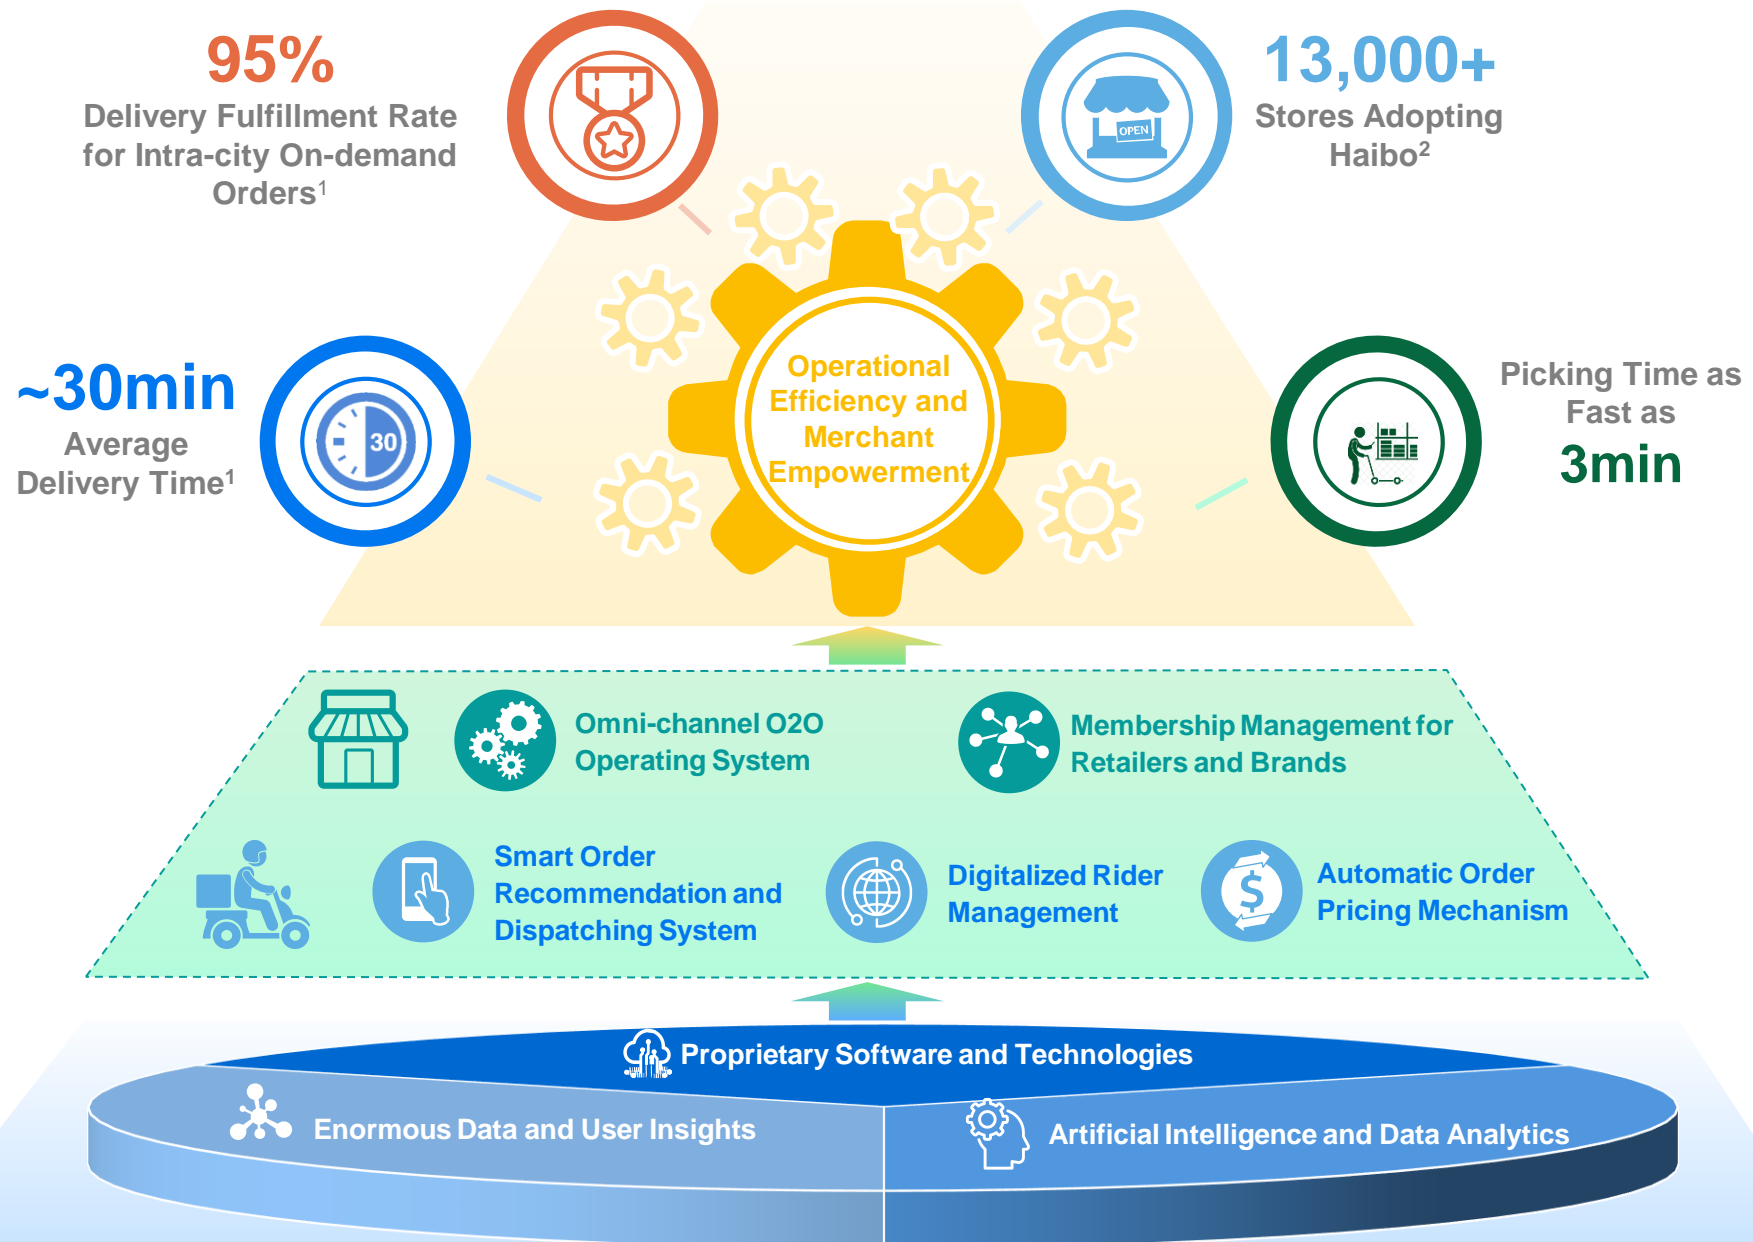 95%
Delivery Fulfillment Rate
for Intra-city On-demand
Orders1
13,000+
Stores Adopting
Haibo2
OPEN
~30min
Average
Delivery Time1
30
Operational
Efficiency and
Merchant
Empowerment
Picking Time as
Fast as
3min
Omni-channel O2O
Operating System
Membership Management for
Retailers and Brands
Smart Order
Recommendation and
Dispatching System
Digitalized Rider
Management
$
Automatic Order
Pricing Mechanism
Proprietary Software and Technologies
Enormous Data and User Insights
Artificial Intelligence and Data Analytics